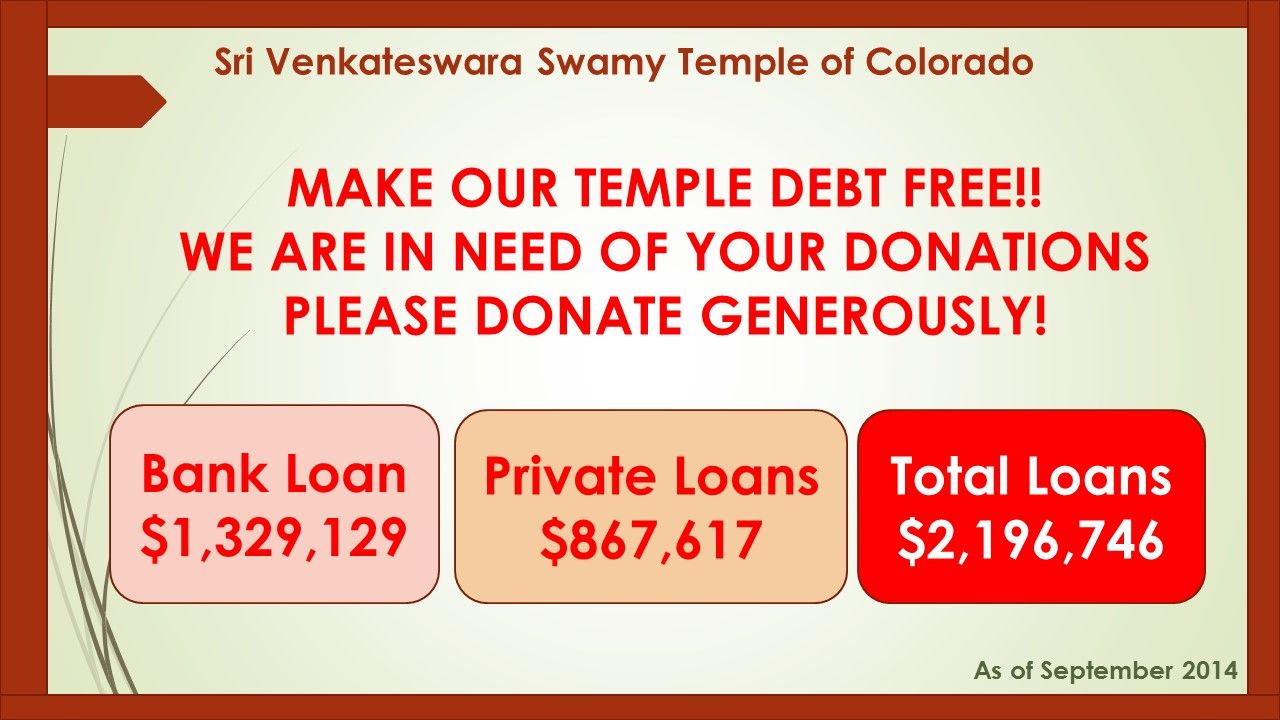 Sri Venkateswara Swamy Temple of Colorado
MAKE OUR TEMPLE DEBT FREE!!
WE ARE IN NEED OF YOUR DONATIONS
PLEASE DONATE GENEROUSLY!
Bank Loan
$1,329,129
Private Loans
$867,617
Total Loans
$2,196,746
As of September 2014